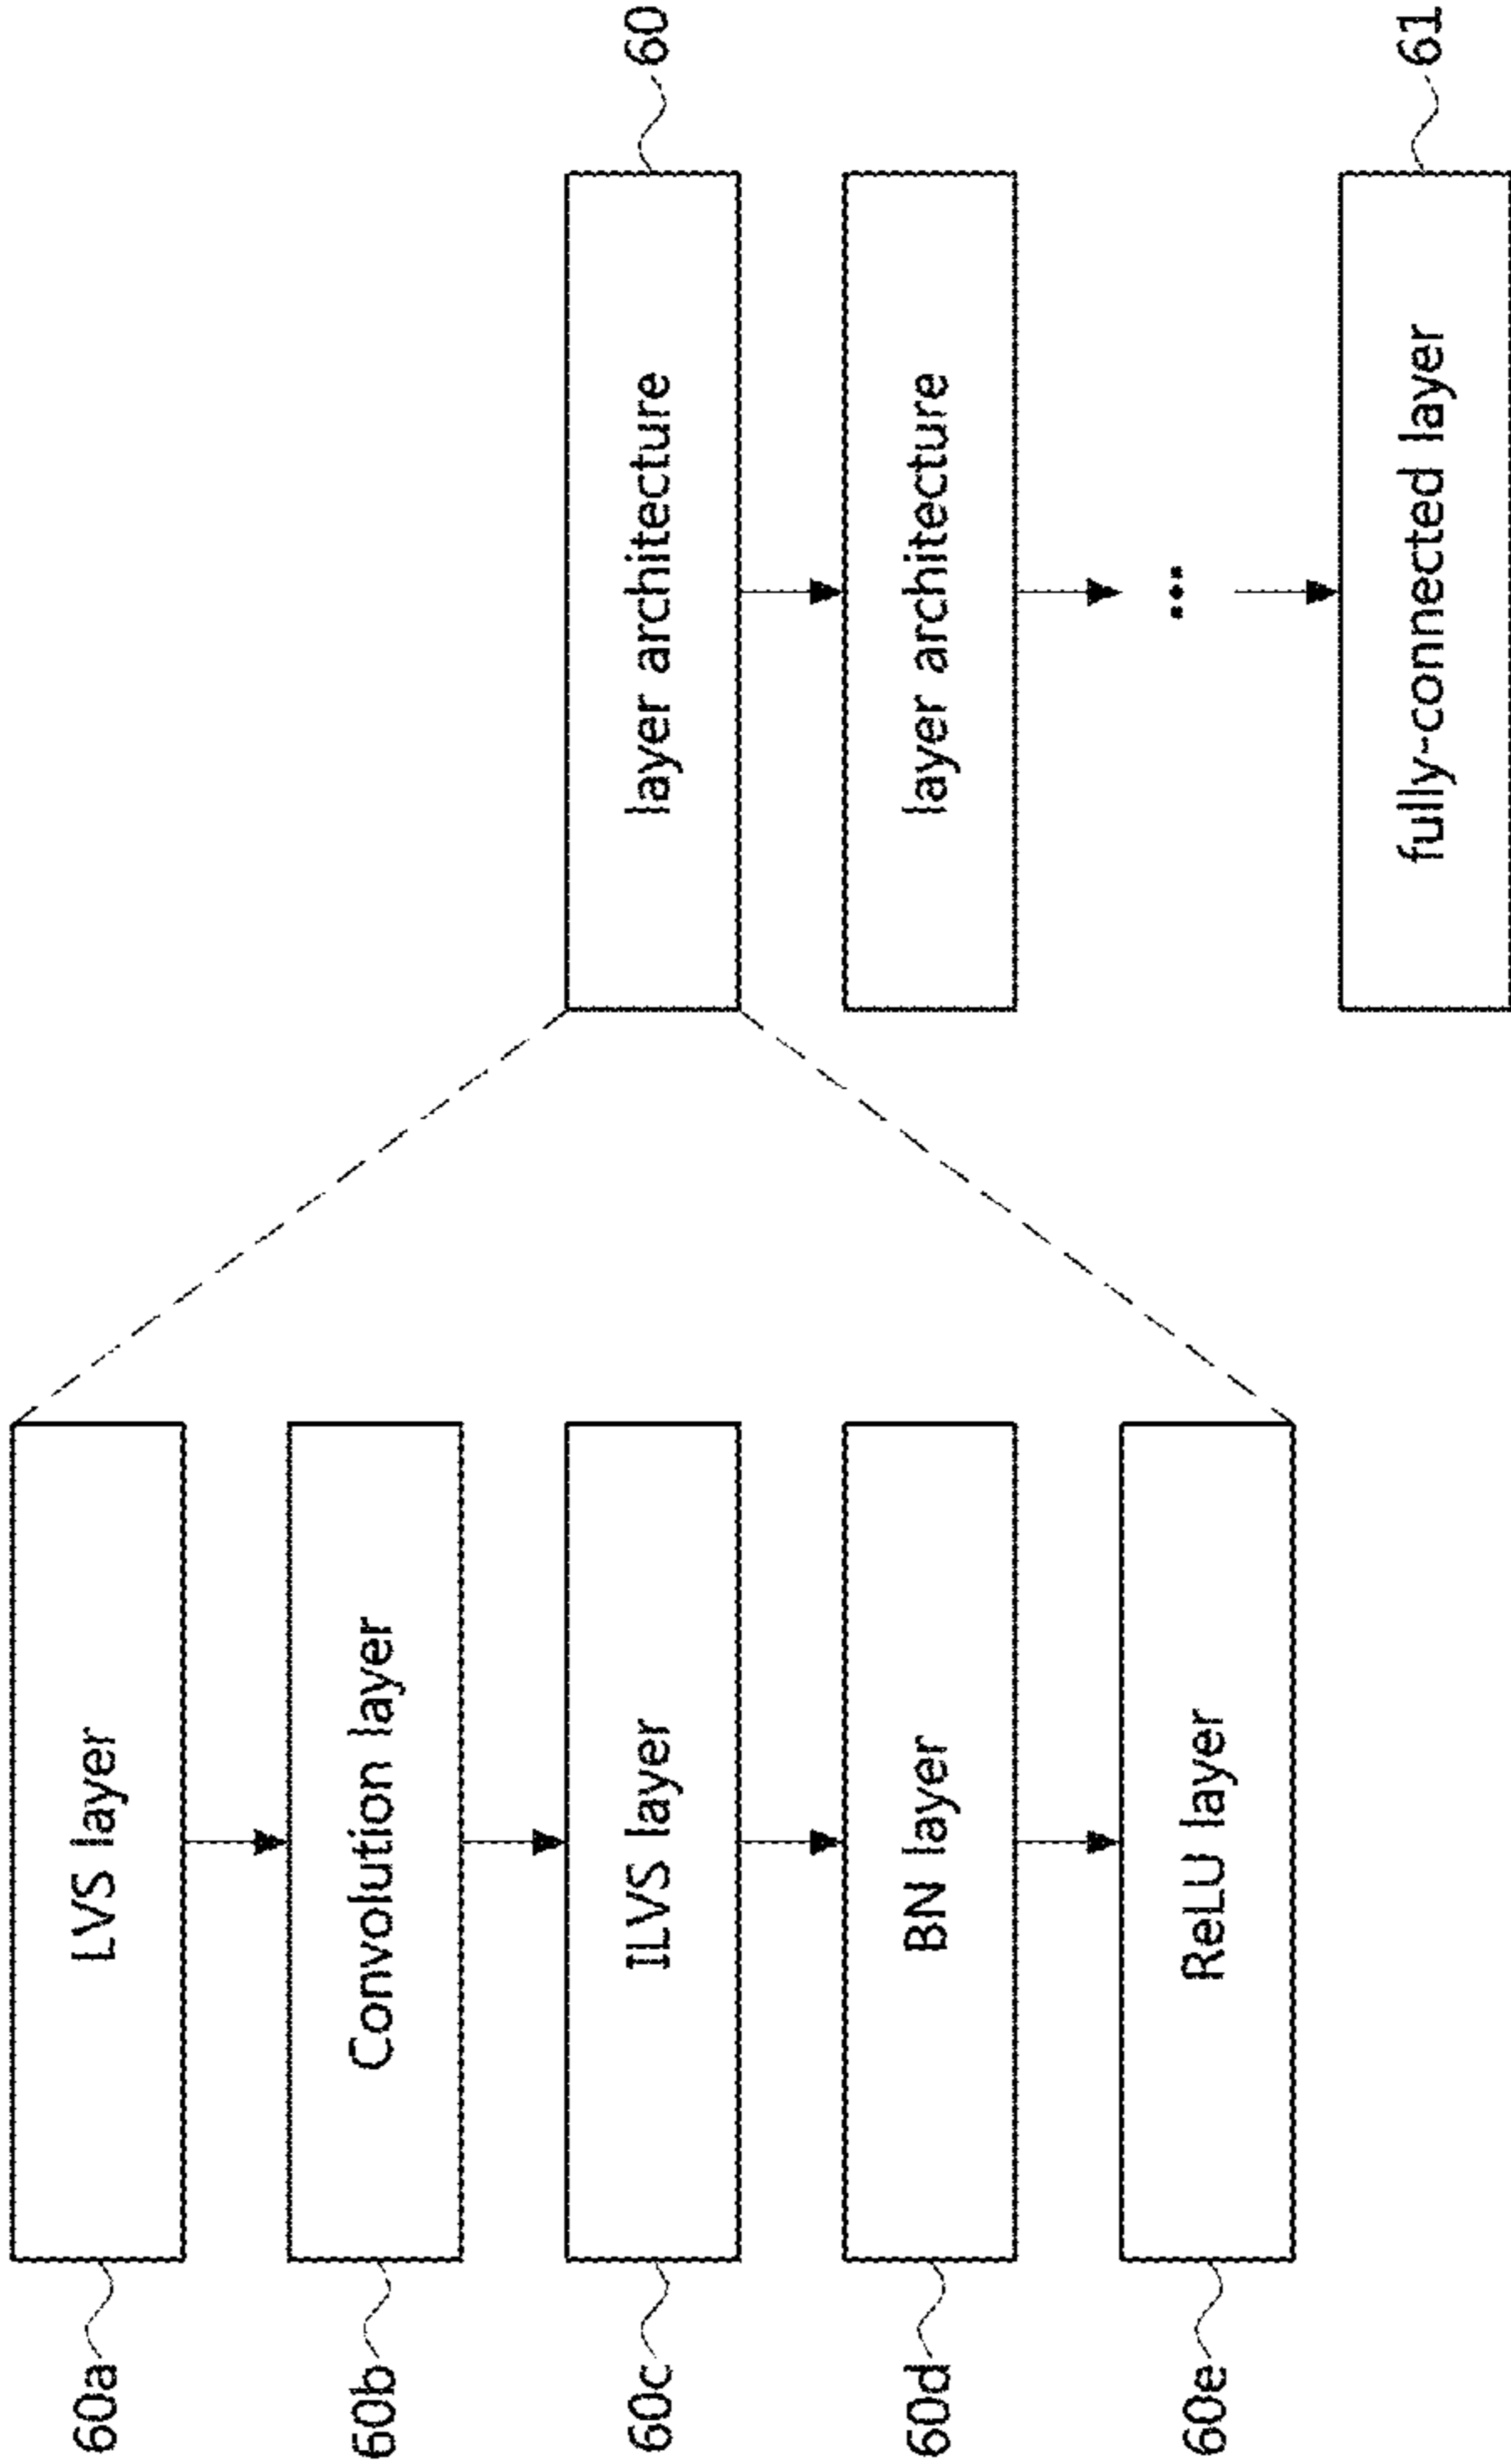 60a
LVS layer
60b
Convolution layer
60c
ILVS layer
60d
BN layer
60e
ReLU layer
layer architecture
60
layer architecture
...
fully-connected layer
61